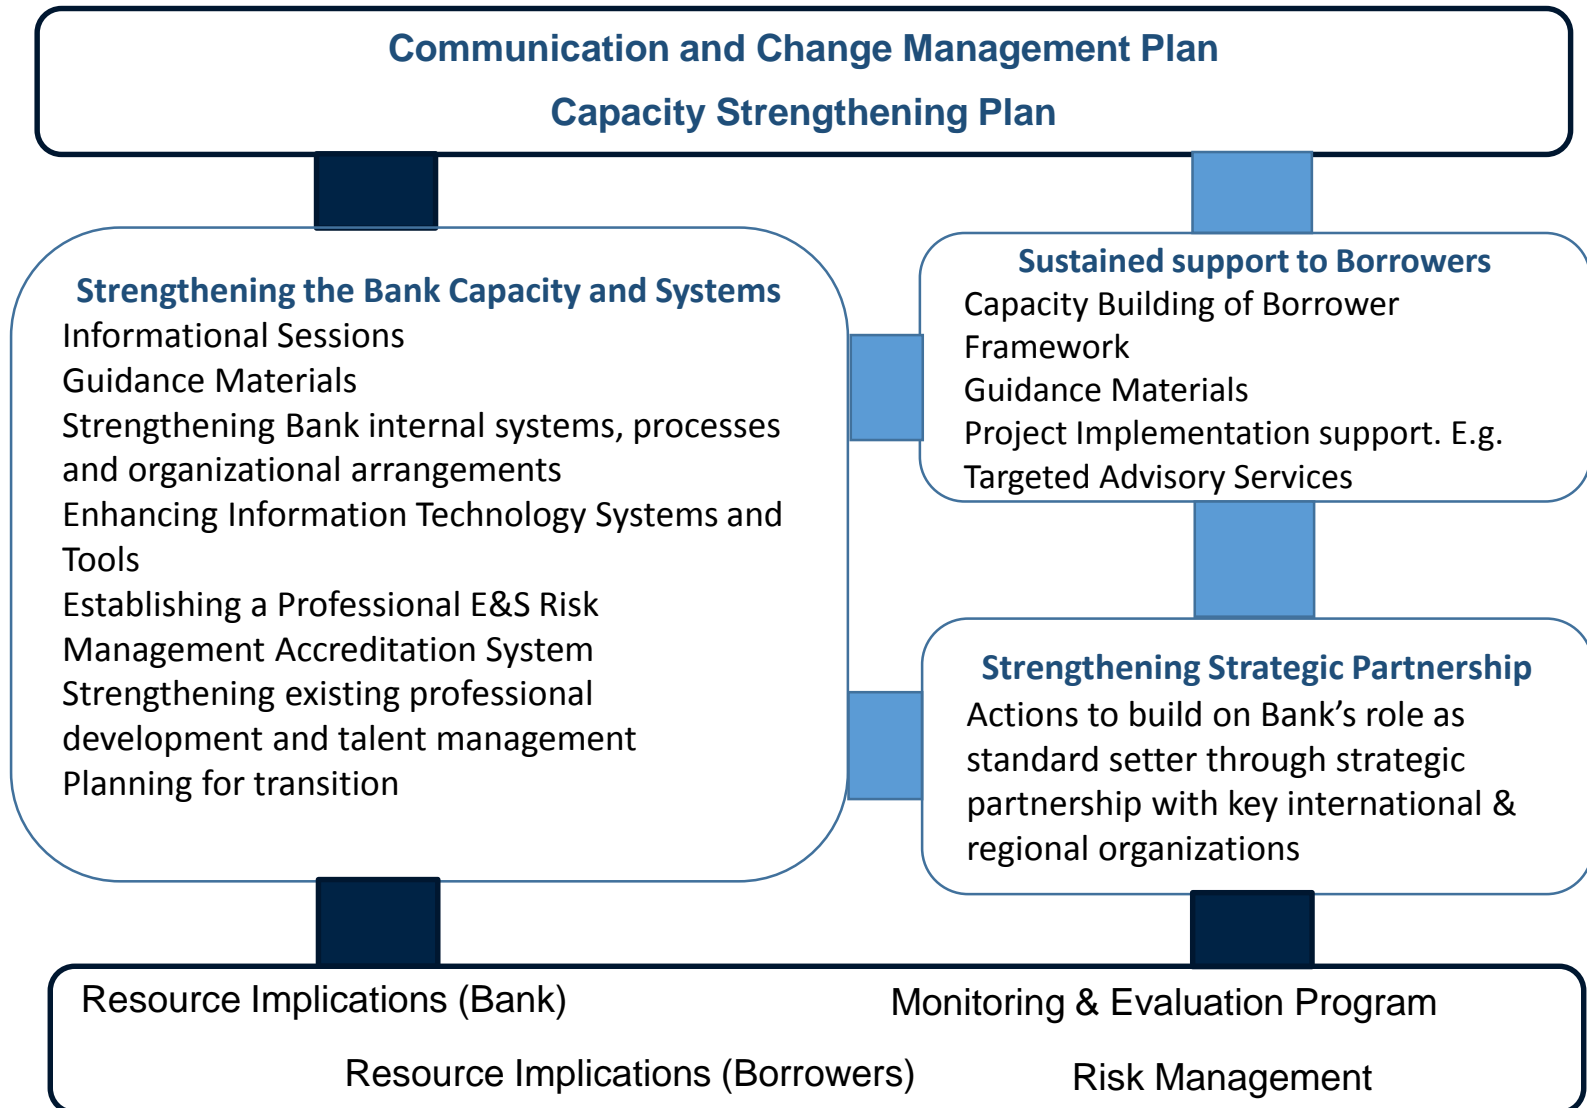 Communication and Change Management Plan
Capacity Strengthening Plan
Strengthening the Bank Capacity and Systems
Informational Sessions
Guidance Materials
Strengthening Bank internal systems, processes
and organizational arrangements
Enhancing Information Technology Systems and
Tools
Establishing a Professional E&S Risk
Management Accreditation System
Strengthening existing professional
development and talent management
Planning for transition
Sustained support to Borrowers
Capacity Building of Borrower
Framework
Guidance Materials
Project Implementation support. E.g.
Targeted Advisory Services
Strengthening Strategic Partnership
Actions to build on Bank’s role as
standard setter through strategic
partnership with key international &
regional organizations
Resource Implications (Bank)
Monitoring & Evaluation Program
Resource Implications (Borrowers)
Risk Management